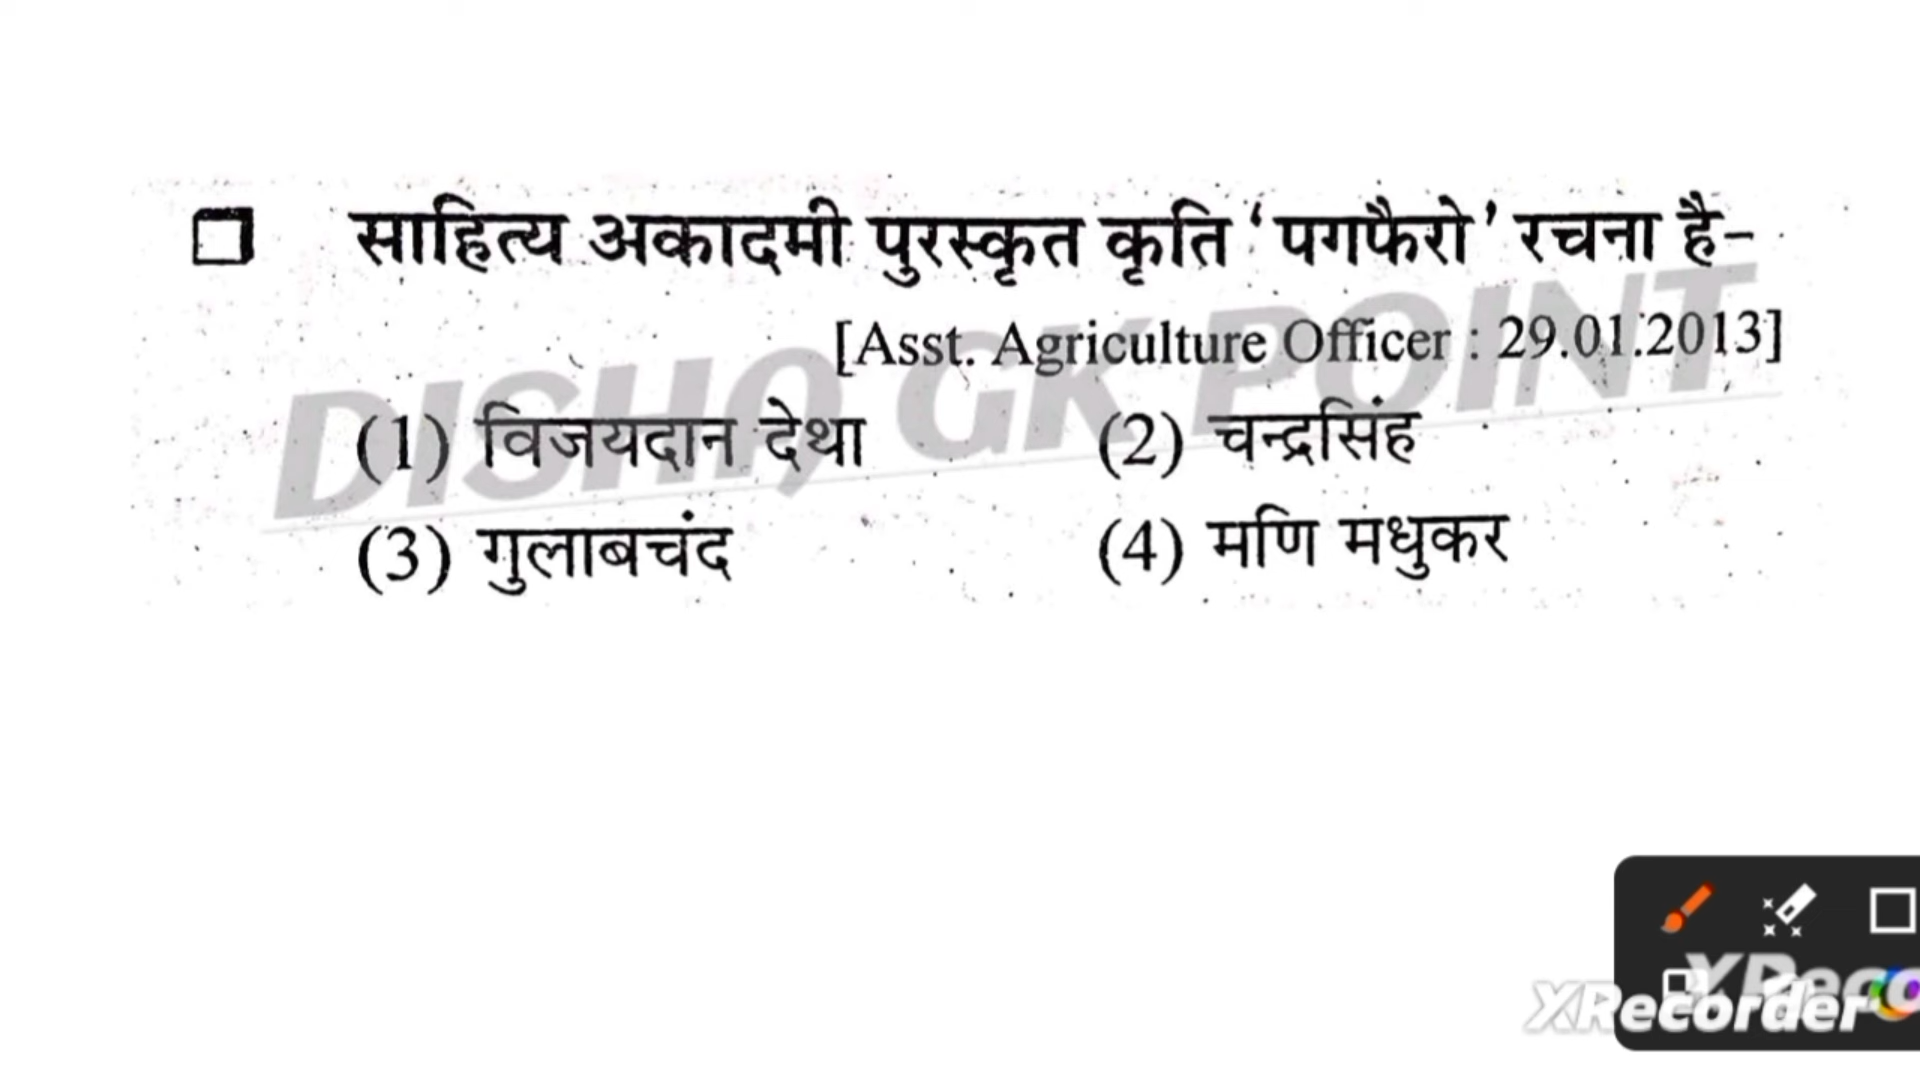 साहित्य अकादमी पुरस्कृत कृति ‘पगफैरो’ रचना है-
[Asst. Agriculture Officer : 29.01.2013]
DISHA GK POINT
(1) विजयदान देथा (2) चन्द्रसिंह
(3) गुलाबचंद (4) मणि मधुकर
XReco
XRecorder